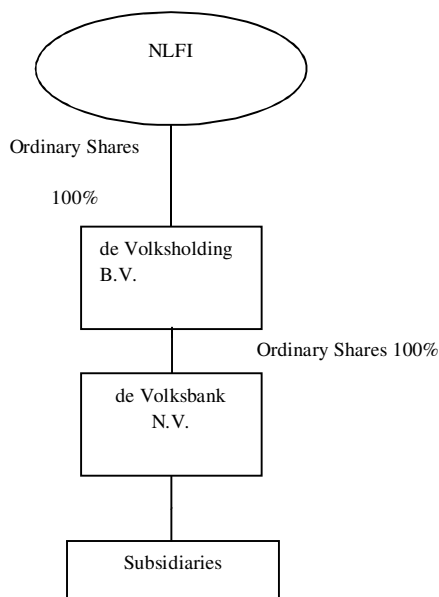 NLFI
Ordinary Shares
100%
de Volksholding
B.V.
Ordinary Shares 100%
de Volksbank
N.V.
Subsidiaries